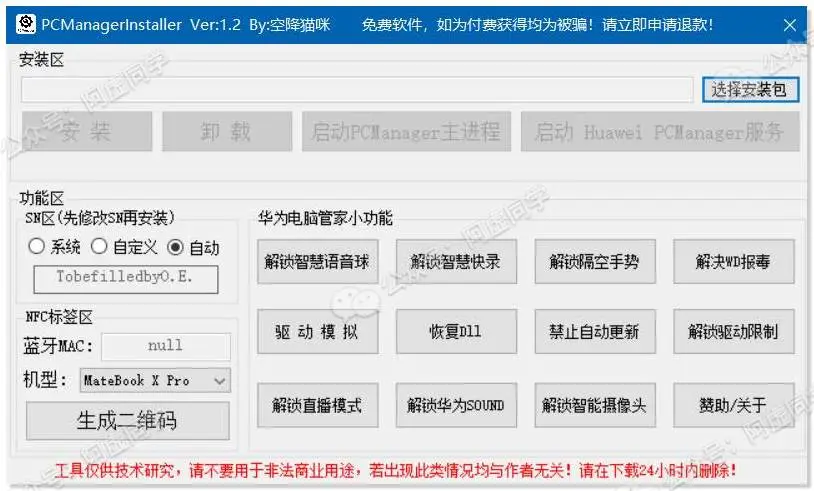 PCManagerInstaller Ver:1.2 By:空降猫咪 免费软件，如为付费获得均为被骗！请立即申请退款！
安装区
选择安装包
安 装 卸 载 启动PCManager主进程 启动 Huawei PCManager服务
功能区
SN区(先修改SN再安装)
系统 自定义 自动
TobefilledbyO.E.
NFC标签区
蓝牙MAC: null
机型: MateBook X Pro
生成二维码
华为电脑管家小功能
解锁智慧语音球 解锁智慧快录 解锁隔空手势 解决WD报毒
驱 动 模 拟 恢复Dll 禁止自动更新 解锁驱动限制
解锁直播模式 解锁华为SOUND 解锁智能摄像头 赞助/关于
工具仅供技术研究，请不要用于非法商业用途，若出现此类情况均与作者无关！请在下载24小时内删除！
公众号：阿虚同学
公众号：阿虚同学